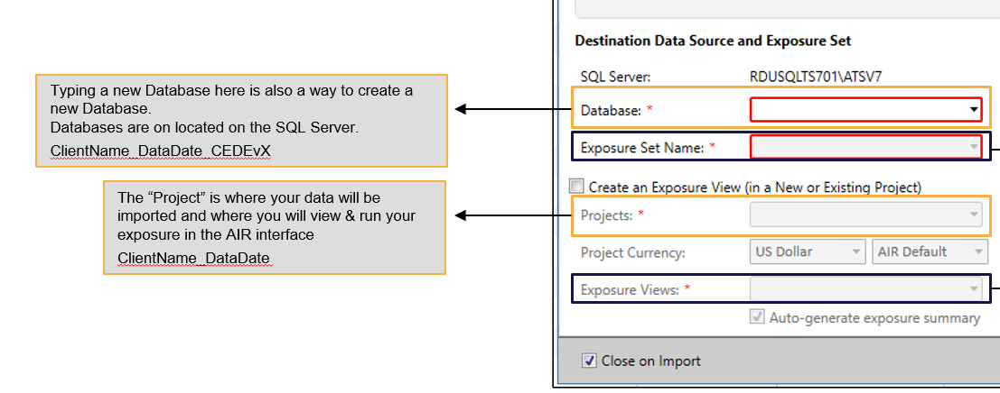 Destination Data Source and Exposure Set
SQL Server: RDUSQLTS701\ATSV7
Typing a new Database here is also a way to create a
new Database.
Databases are on located on the SQL Server.
ClientName_DataDate_CEDEvX
Database: *
Exposure Set Name: *
Create an Exposure View (in a New or Existing Project)
The “Project” is where your data will be
imported and where you will view & run your
exposure in the AIR interface
ClientName_DataDate
Projects: *
Project Currency: US Dollar AIR Default
Exposure Views: *
Auto-generate exposure summary
Close on Import